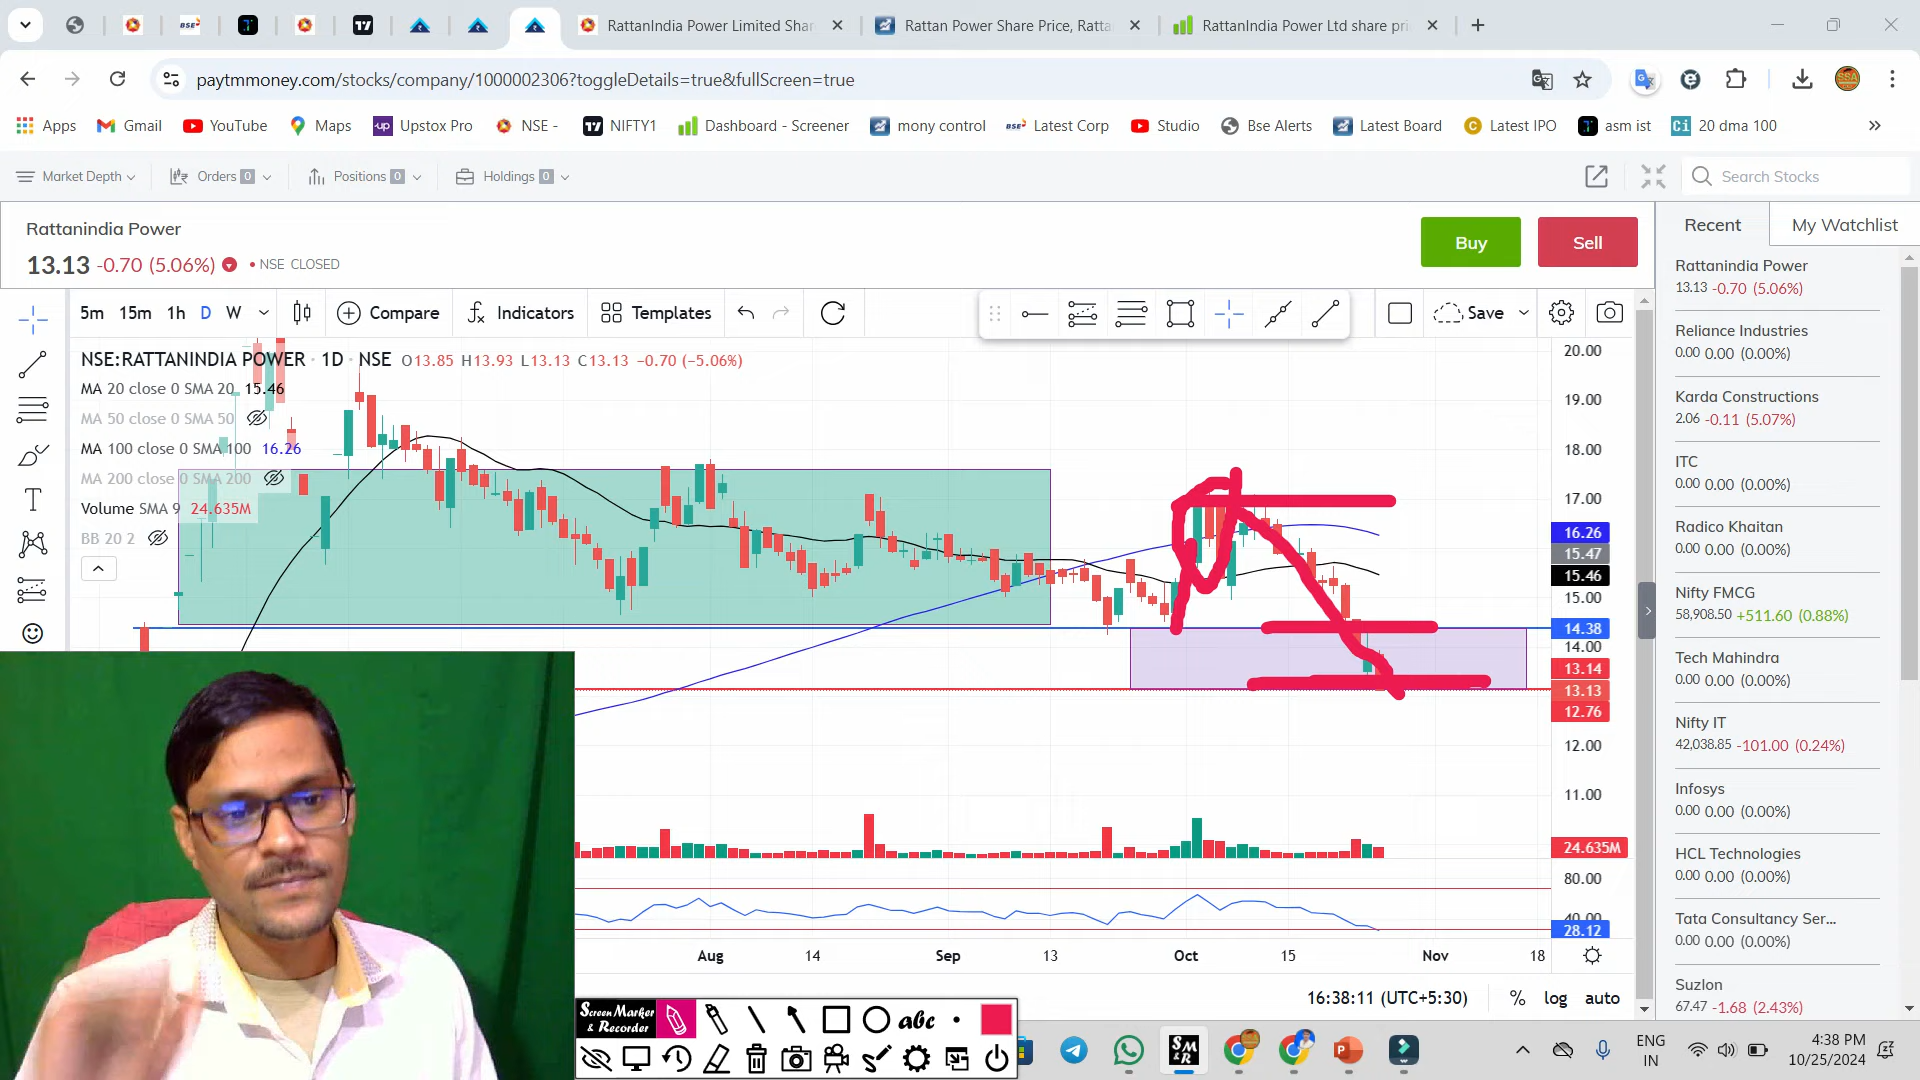 RattanIndia Power Limited Shar
Rattan Power Share Price, Ratta
RattanIndia Power Ltd share pri
paytmmoney.com/stocks/company/1000002306?toggleDetails=true&fullScreen=true
Apps Gmail YouTube Maps up Upstox Pro NSE - NIFTY1 Dashboard - Screener mony control BSE Latest Corp Studio Bse Alerts Latest Board Latest IPO asm ist Ci 20 dma 100
Market Depth Orders 0 Positions 0 Holdings 0 Search Stocks
Rattanindia Power
13.13 -0.70 (5.06%) • NSE CLOSED
Buy Sell
Recent My Watchlist
5m 15m 1h D W Compare Indicators Templates Save
NSE:RATTANINDIA POWER · 1D · NSE O13.85 H13.93 L13.13 C13.13 -0.70 (-5.06%)
MA 20 close 0 SMA 20 15.46
MA 50 close 0 SMA 50
MA 100 close 0 SMA 100 16.26
MA 200 close 0 SMA 200
Volume SMA 9 24.635M
BB 20 2
20.00
19.00
18.00
17.00
16.26
15.47
15.46
15.00
14.38
14.00
13.14
13.13
12.76
12.00
11.00
24.635M
80.00
40.00
28.12
Aug 14 Sep 13 Oct 15 Nov 18
16:38:11 (UTC+5:30) % log auto
Rattanindia Power
13.13 -0.70 (5.06%)
Reliance Industries
0.00 0.00 (0.00%)
Karda Constructions
2.06 -0.11 (5.07%)
ITC
0.00 0.00 (0.00%)
Radico Khaitan
0.00 0.00 (0.00%)
Nifty FMCG
58,908.50 +511.60 (0.88%)
Tech Mahindra
0.00 0.00 (0.00%)
Nifty IT
42,038.85 -101.00 (0.24%)
Infosys
0.00 0.00 (0.00%)
HCL Technologies
0.00 0.00 (0.00%)
Tata Consultancy Ser...
0.00 0.00 (0.00%)
Suzlon
67.47 -1.68 (2.43%)
Screen Marker
& Recorder
abc
SM
&R
ENG
IN
4:38 PM
10/25/2024